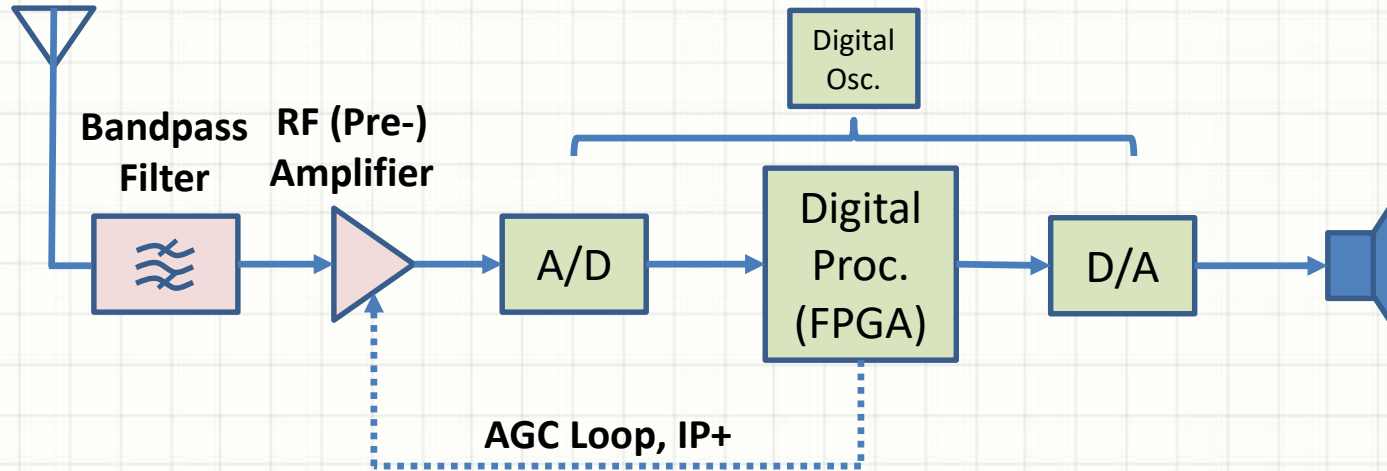 Digital
Osc.
Bandpass
Filter
RF (Pre-)
Amplifier
A/D
Digital
Proc.
(FPGA)
D/A
AGC Loop, IP+